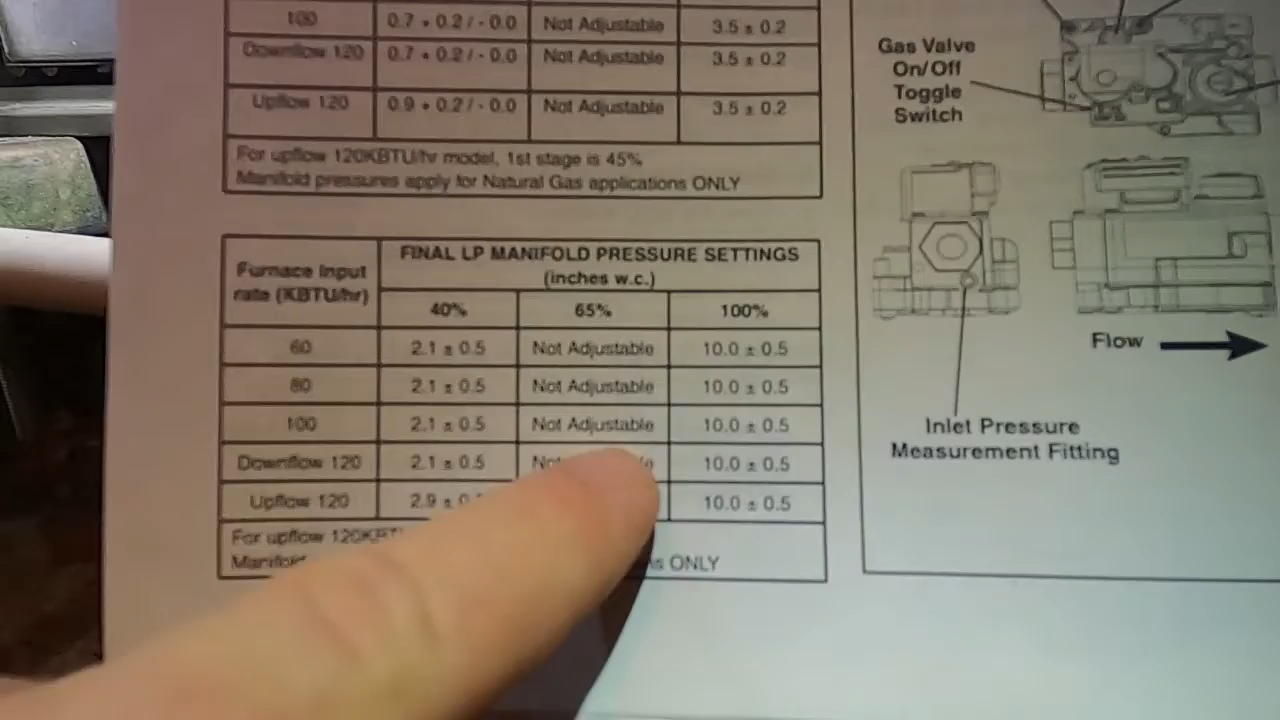 100 0.7 + 0.2 / - 0.0 Not Adjustable 3.5 ± 0.2
Downflow 120 0.7 + 0.2 / - 0.0 Not Adjustable 3.5 ± 0.2
Upflow 120 0.9 + 0.2 / - 0.0 Not Adjustable 3.5 ± 0.2
For upflow 120KBTU/hr model, 1st stage is 45%
Manifold pressures apply for Natural Gas applications ONLY
FINAL LP MANIFOLD PRESSURE SETTINGS
(inches w.c.)
Furnace Input
rate (KBTU/hr)
40% 65% 100%
60 2.1 ± 0.5 Not Adjustable 10.0 ± 0.5
80 2.1 ± 0.5 Not Adjustable 10.0 ± 0.5
100 2.1 ± 0.5 Not Adjustable 10.0 ± 0.5
Downflow 120 2.1 ± 0.5 10.0 ± 0.5
Upflow 120 2.9 ± 10.0 ± 0.5
For upflow
ONLY
Gas Valve
On/Off
Toggle
Switch
Flow
Inlet Pressure
Measurement Fitting